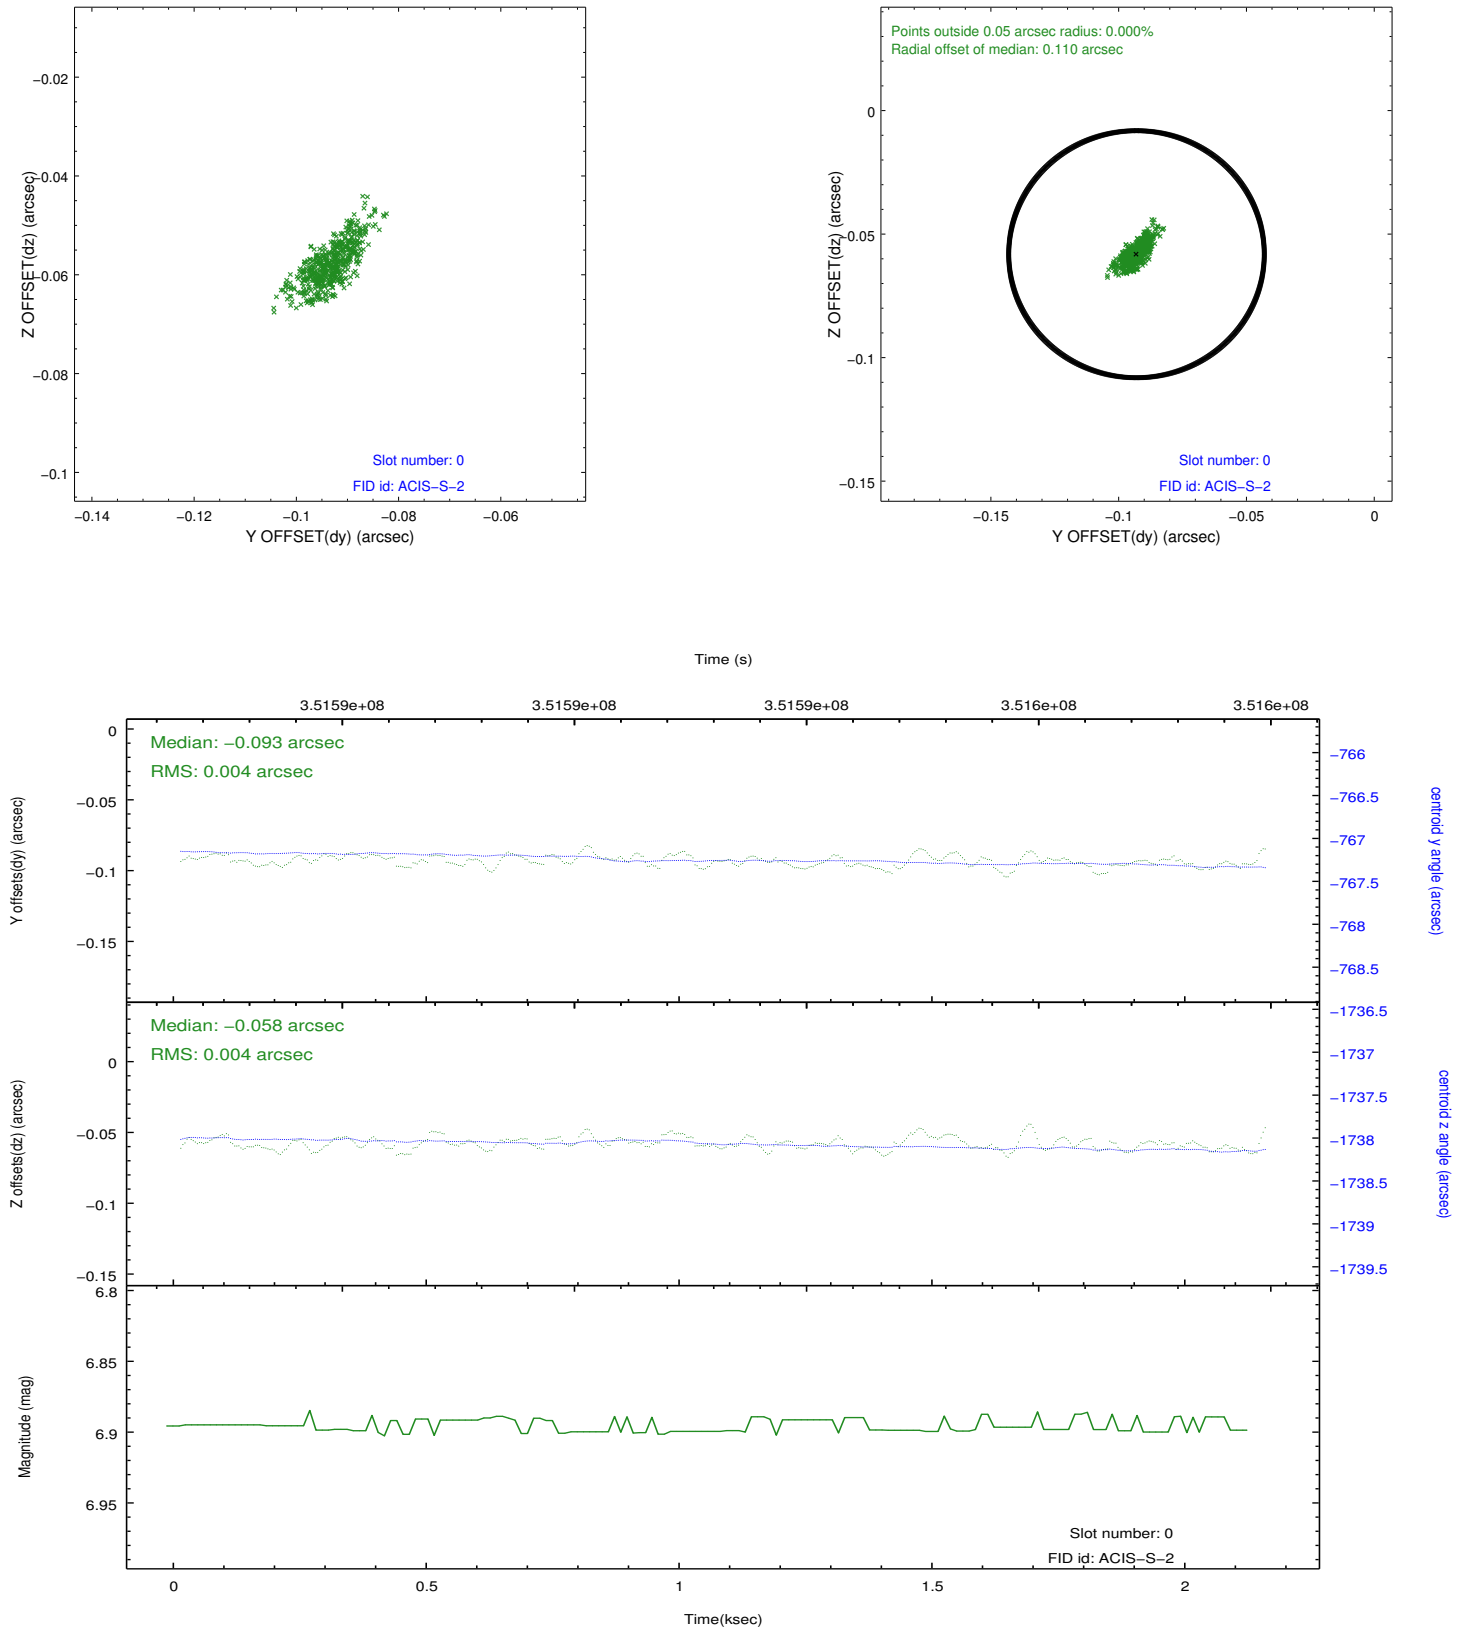 −0.02
−0.04
−0.06
−0.08
−0.1
Z OFFSET(dz) (arcsec)
Slot number: 0
FID id: ACIS−S−2
−0.14 −0.12 −0.1 −0.08 −0.06
Y OFFSET(dy) (arcsec)
Points outside 0.05 arcsec radius: 0.000%
Radial offset of median: 0.110 arcsec
0
−0.05
−0.1
−0.15
Z OFFSET(dz) (arcsec)
Slot number: 0
FID id: ACIS−S−2
−0.15 −0.1 −0.05 0
Y OFFSET(dy) (arcsec)
Time (s)
3.5159e+08 3.5159e+08 3.5159e+08 3.516e+08 3.516e+08
Median: −0.093 arcsec
RMS: 0.004 arcsec
0
−0.05
−0.1
−0.15
Y offsets(dy) (arcsec)
−766
−766.5
−767
−767.5
−768
−768.5
centroid y angle (arcsec)
Median: −0.058 arcsec
RMS: 0.004 arcsec
0
−0.05
−0.1
−0.15
Z offsets(dz) (arcsec)
−1736.5
−1737
−1737.5
−1738
−1738.5
−1739
−1739.5
centroid z angle (arcsec)
6.8
6.85
6.9
6.95
Magnitude (mag)
Slot number: 0
FID id: ACIS−S−2
0 0.5 1 1.5 2
Time(ksec)